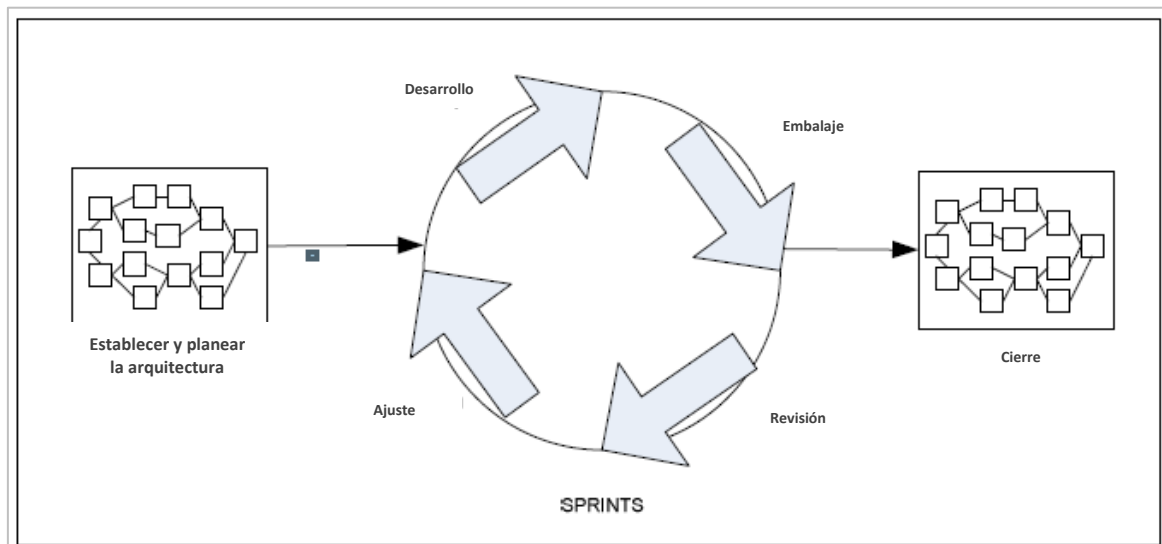 Desarrollo
Embalaje
Establecer y planear
la arquitectura
Cierre
Ajuste
Revisión
SPRINTS